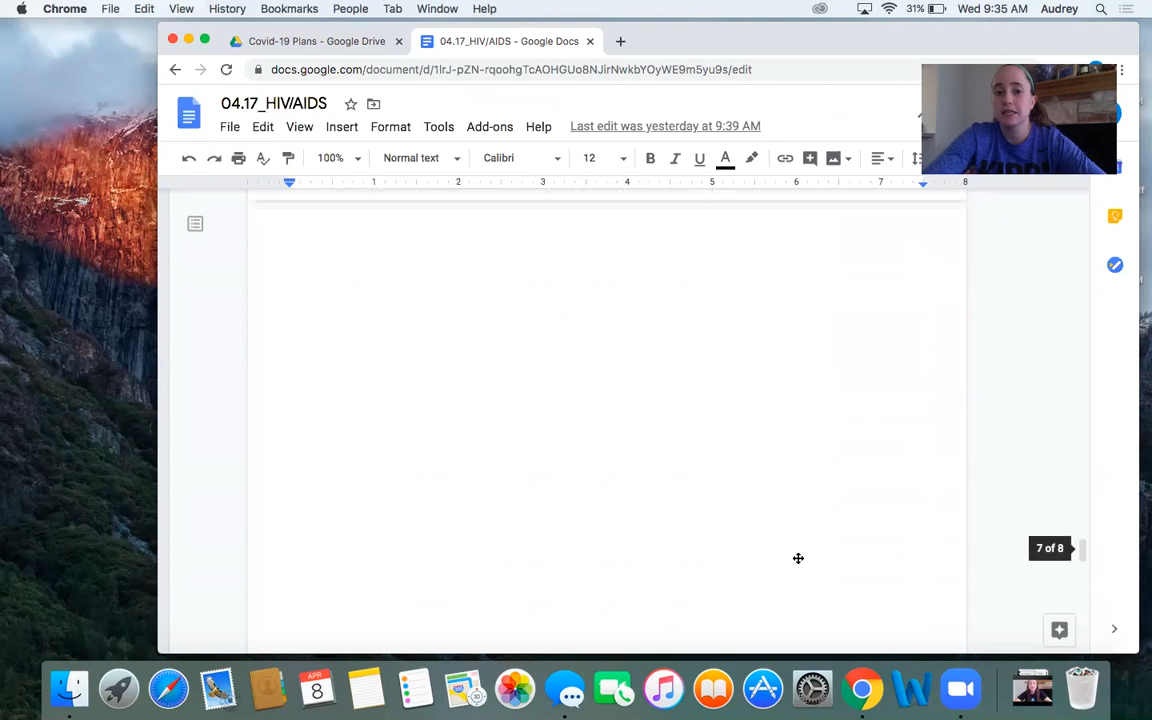 Chrome File Edit View History Bookmarks People Tab Window Help 31% Wed 9:35 AM Audrey
Covid-19 Plans - Google Drive 04.17_HIV/AIDS - Google Docs
docs.google.com/document/d/1IrJ-pZN-rqoohgTcAOHGUo8NJirNwkbYOyWE9m5yu9s/edit
04.17_HIV/AIDS
File Edit View Insert Format Tools Add-ons Help Last edit was yesterday at 9:39 AM
100% Normal text Calibri 12 B I U A
1 2 3 4 5 6 7 8
7 of 8
APR
8